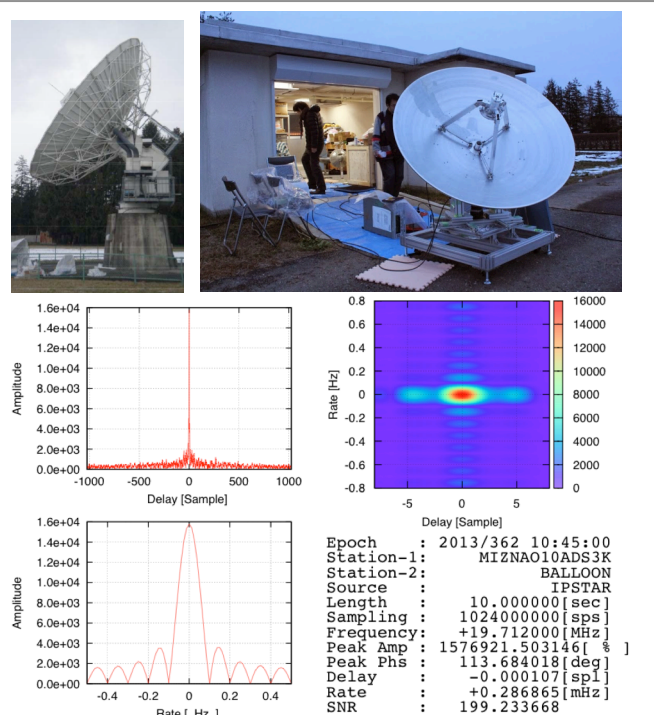 1.6e+04
1.4e+04
1.2e+04
1.0e+04
8.0e+03
6.0e+03
4.0e+03
2.0e+03
0.0e+00
Amplitude
-1000 -500 0 500 1000
Delay [Sample]
0.8
0.6
0.4
0.2
0
-0.2
-0.4
-0.6
-0.8
Rate [Hz]
-5 0 5
Delay [Sample]
16000
14000
12000
10000
8000
6000
4000
2000
0
1.6e+04
1.4e+04
1.2e+04
1.0e+04
8.0e+03
6.0e+03
4.0e+03
2.0e+03
0.0e+00
Amplitude
-0.4 -0.2 0 0.2 0.4
Rate [ Hz ]
Epoch : 2013/362 10:45:00
Station-1: MIZNAO10ADS3K
Station-2: BALLOON
Source : IPSTAR
Length : 10.000000[sec]
Sampling : 1024000000[sps]
Frequency: +19.712000[MHz]
Peak Amp : 1576921.503146[ % ]
Peak Phs : 113.684018[deg]
Delay : -0.000107[spl]
Rate : +0.286865[mHz]
SNR : 199.233668